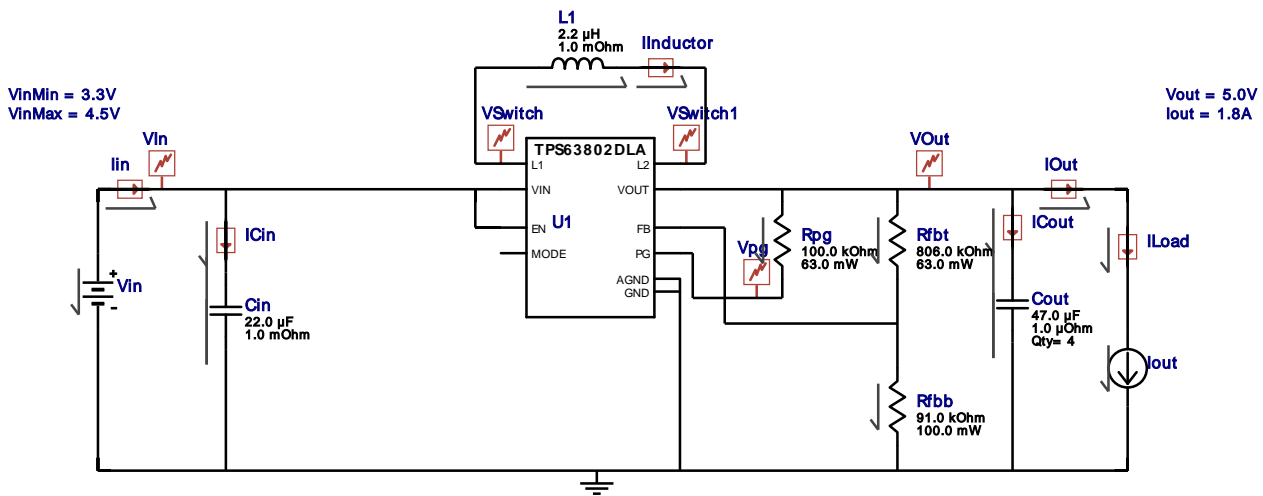 L1
2.2 µH
1.0 mOhm
IInductor
VinMin = 3.3V
VinMax = 4.5V
Vout = 5.0V
Iout = 1.8A
VSwitch
VSwitch1
VIn
Iin
VOut
IOut
TPS63802DLA
L1
L2
VIN
VOUT
U1
EN
FB
MODE
PG
AGND
GND
ICin
Vpg
Rpg
100.0 kOhm
63.0 mW
Rfbt
806.0 kOhm
63.0 mW
ICout
ILoad
+
Vin
-
Cin
22.0 µF
1.0 mOhm
Cout
47.0 µF
1.0 µOhm
Qty= 4
Iout
Rfbb
91.0 kOhm
100.0 mW